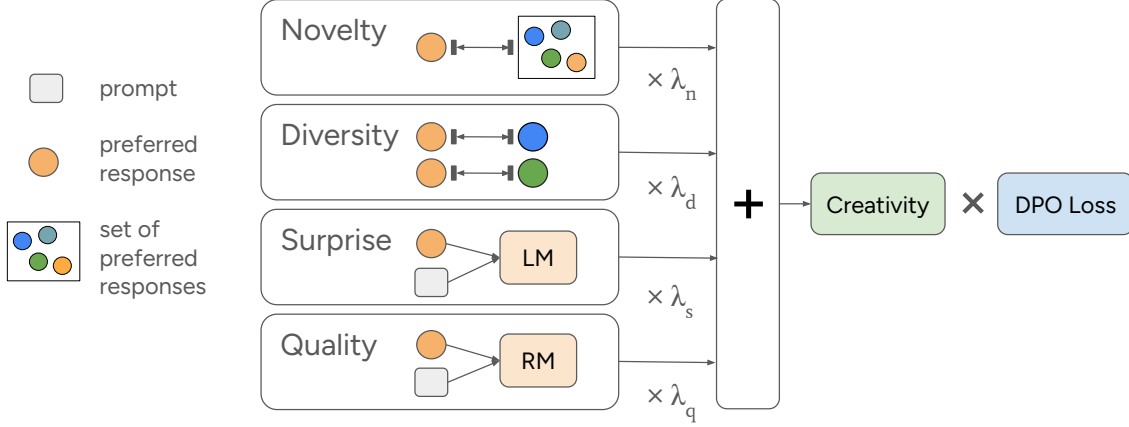 prompt
preferred
response
set of
preferred
responses
Novelty
× λn
Diversity
× λd
Surprise
LM
× λs
Quality
RM
× λq
+
Creativity
×
DPO Loss